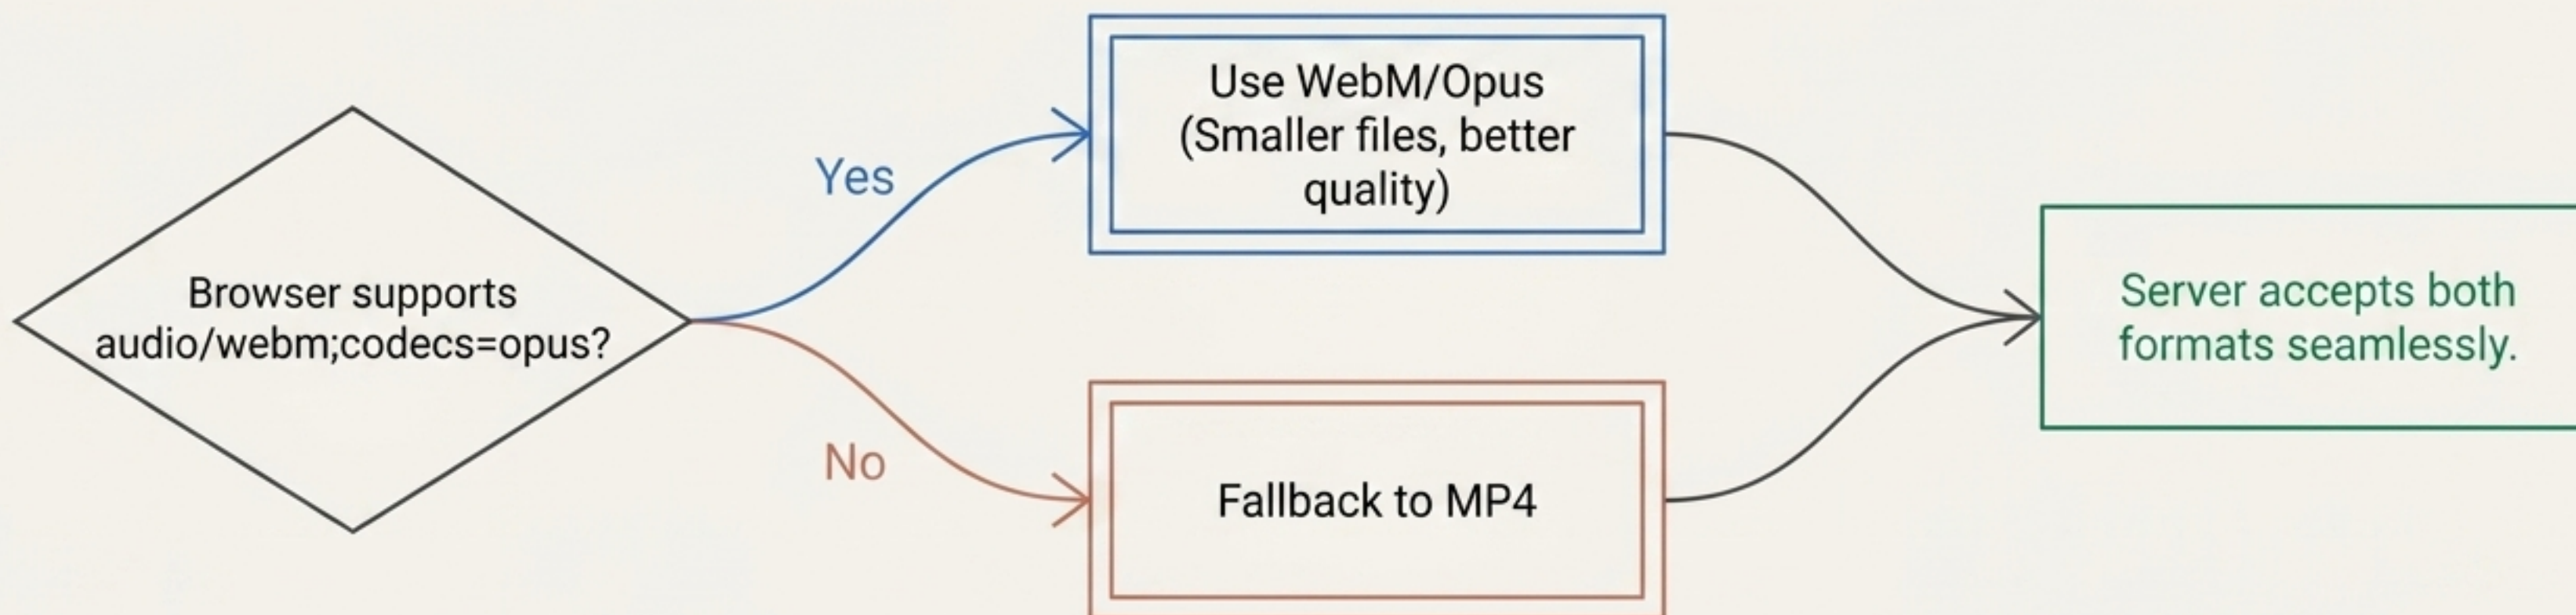 Browser supports
audio/webm;codecs=opus?
Yes
Use WebM/Opus
(Smaller files, better
quality)
No
Fallback to MP4
Server accepts both
formats seamlessly.